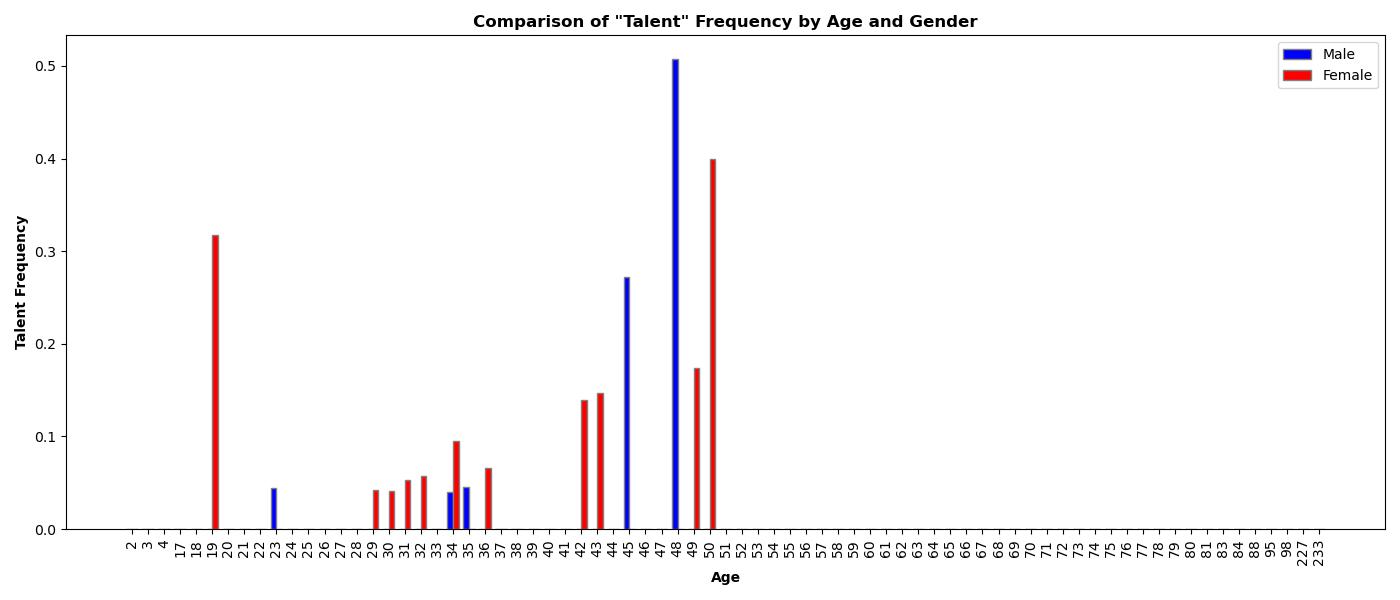 Comparison of "Talent" Frequency by Age and Gender
Male
Female
Talent Frequency
0.5
0.4
0.3
0.2
0.1
0.0
2 3 4 17 18 19 20 21 22 23 24 25 26 27 28 29 30 31 32 33 34 35 36 37 38 39 40 41 42 43 44 45 46 47 48 49 50 51 52 53 54 55 56 57 58 59 60 61 62 63 64 65 66 67 68 69 70 71 72 73 74 75 76 77 78 79 80 81 83 84 88 95 98 227 233
Age